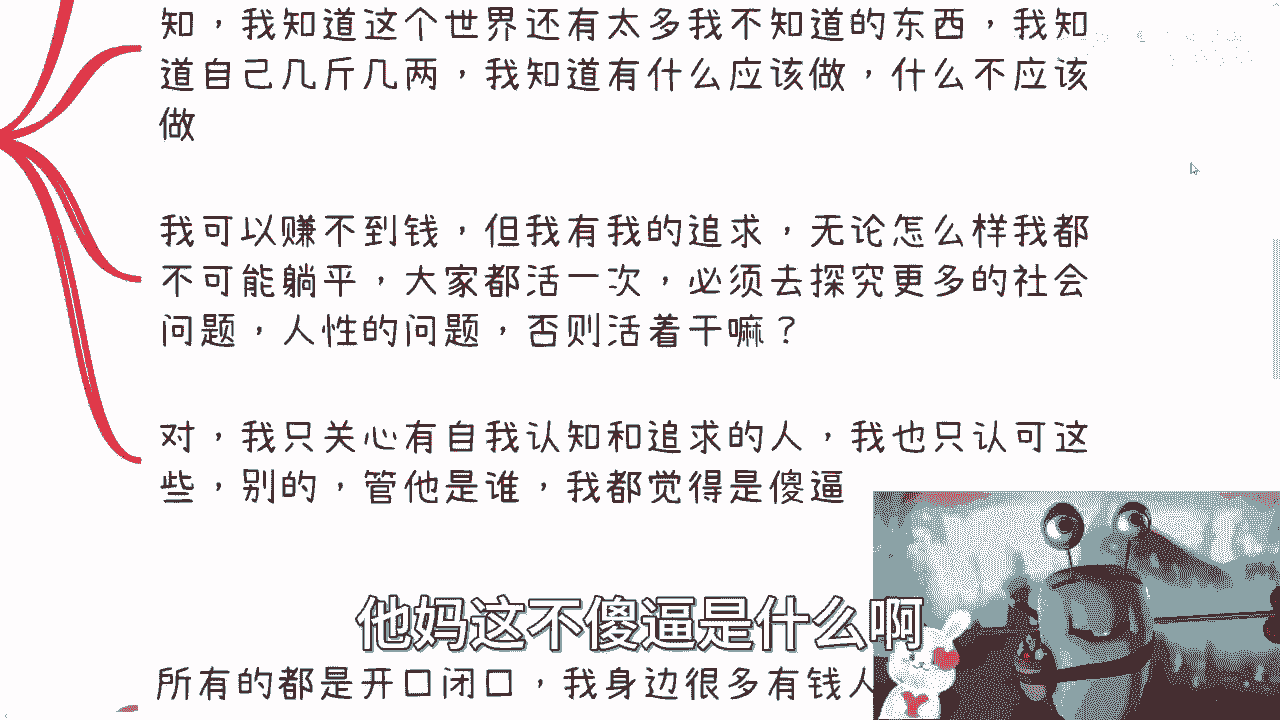 知，我知道这个世界还有太多我不知道的东西，我知
道自己几斤几两，我知道有什么应该做，什么不应该
做
我可以赚不到钱，但我有我的追求，无论怎么样我都
不可能躺平，大家都活一次，必须去探究更多的社会
问题，人性的问题，否则活着干嘛？
对，我只关心有自我认知和追求的人，我也只认可这
些，别的，管他是谁，我都觉得是傻逼
他妈这不傻逼是什么啊
所有的都是开口闭口，我身边很多有钱人